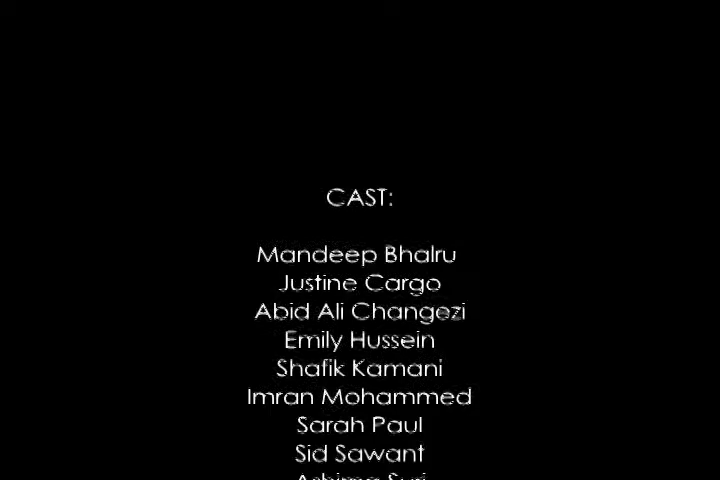 CAST:
Mandeep Bhalru
Justine Cargo
Abid Ali Changezi
Emily Hussein
Shafik Kamani
Imran Mohammed
Sarah Paul
Sid Sawant